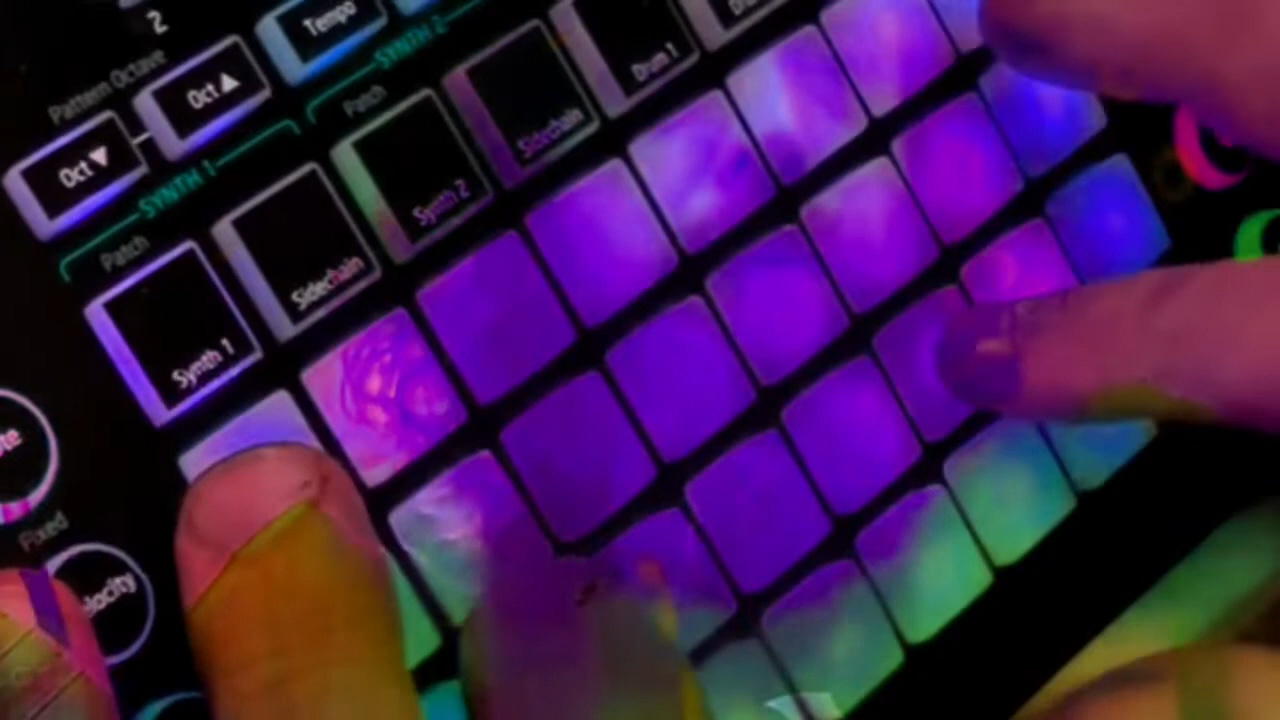 2
Tempo
Pattern Octave
Oct ▲
Oct ▼
SYNTH 2
SYNTH 1
Patch
Patch
Drum 1
Sidechain
Synth 2
Sidechain
Synth 1
Fixed